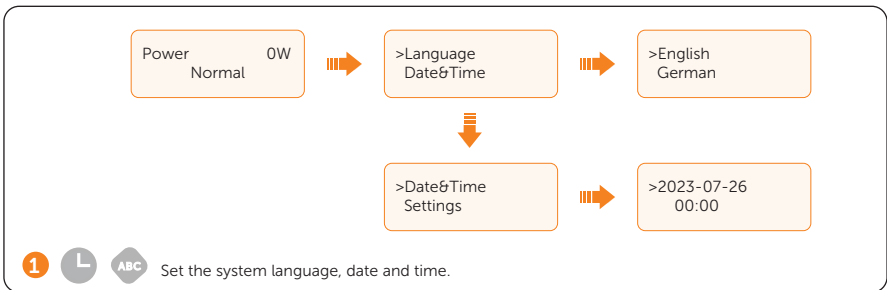 Power 0W
Normal
>Language
Date&Time
>English
German
>Date&Time
Settings
>2023-07-26
00:00
1 ABC Set the system language, date and time.